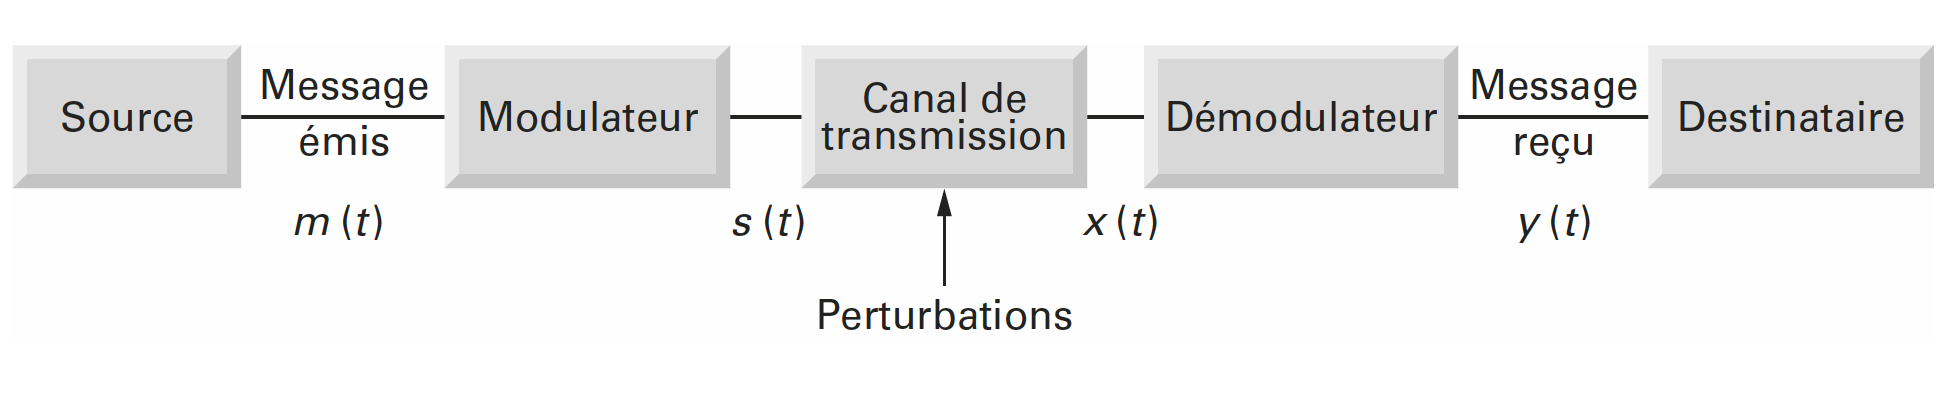 Source
Message
émis
m (t)
Modulateur
s (t)
Canal de
transmission
Perturbations
x (t)
Démodulateur
Message
reçu
y (t)
Destinataire